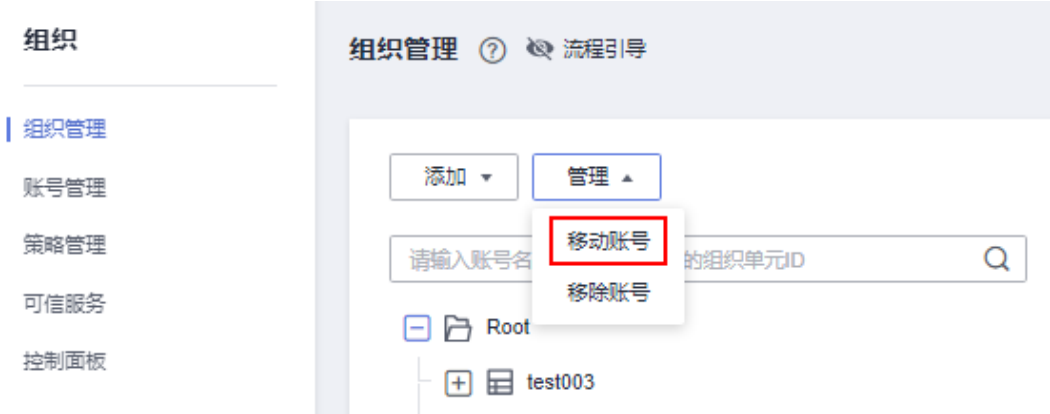 组织
组织管理
账号管理
策略管理
可信服务
控制面板
组织管理 ? 流程引导
添加 管理
移动账号
移除账号
请输入账号名 的组织单元ID
Root
test003